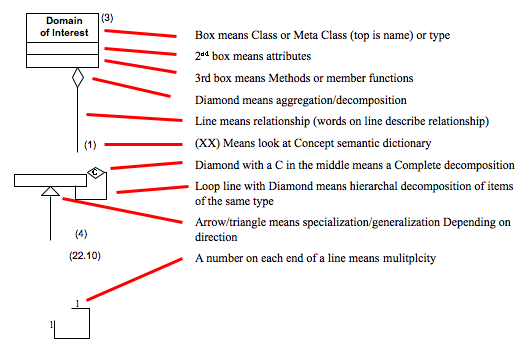 Domain
of Interest
(3)
Box means Class or Meta Class (top is name) or type
2nd box means attributes
3rd box means Methods or member functions
Diamond means aggregation/decomposition
Line means relationship (words on line describe relationship)
(1)
(XX) Means look at Concept semantic dictionary
Diamond with a C in the middle means a Complete decomposition
C
Loop line with Diamond means hierarchal decomposition of items
of the same type
Arrow/triangle means specialization/generalization Depending on
direction
(4)
(22.10)
A number on each end of a line means mulitplcity
1
1